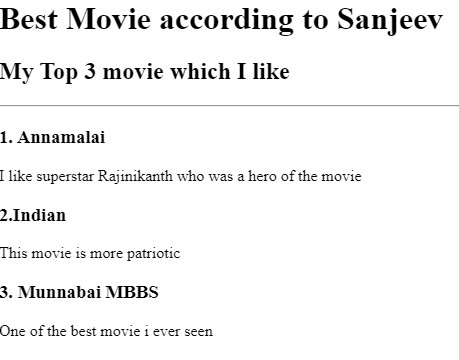 Best Movie according to Sanjeev
My Top 3 movie which I like
1. Annamalai
I like superstar Rajinikanth who was a hero of the movie
2.Indian
This movie is more patriotic
3. Munnabai MBBS
One of the best movie i ever seen